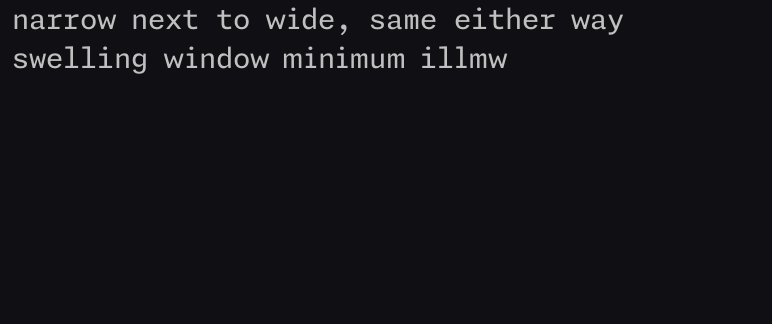 narrow next to wide, same either way
swelling window minimum illmw